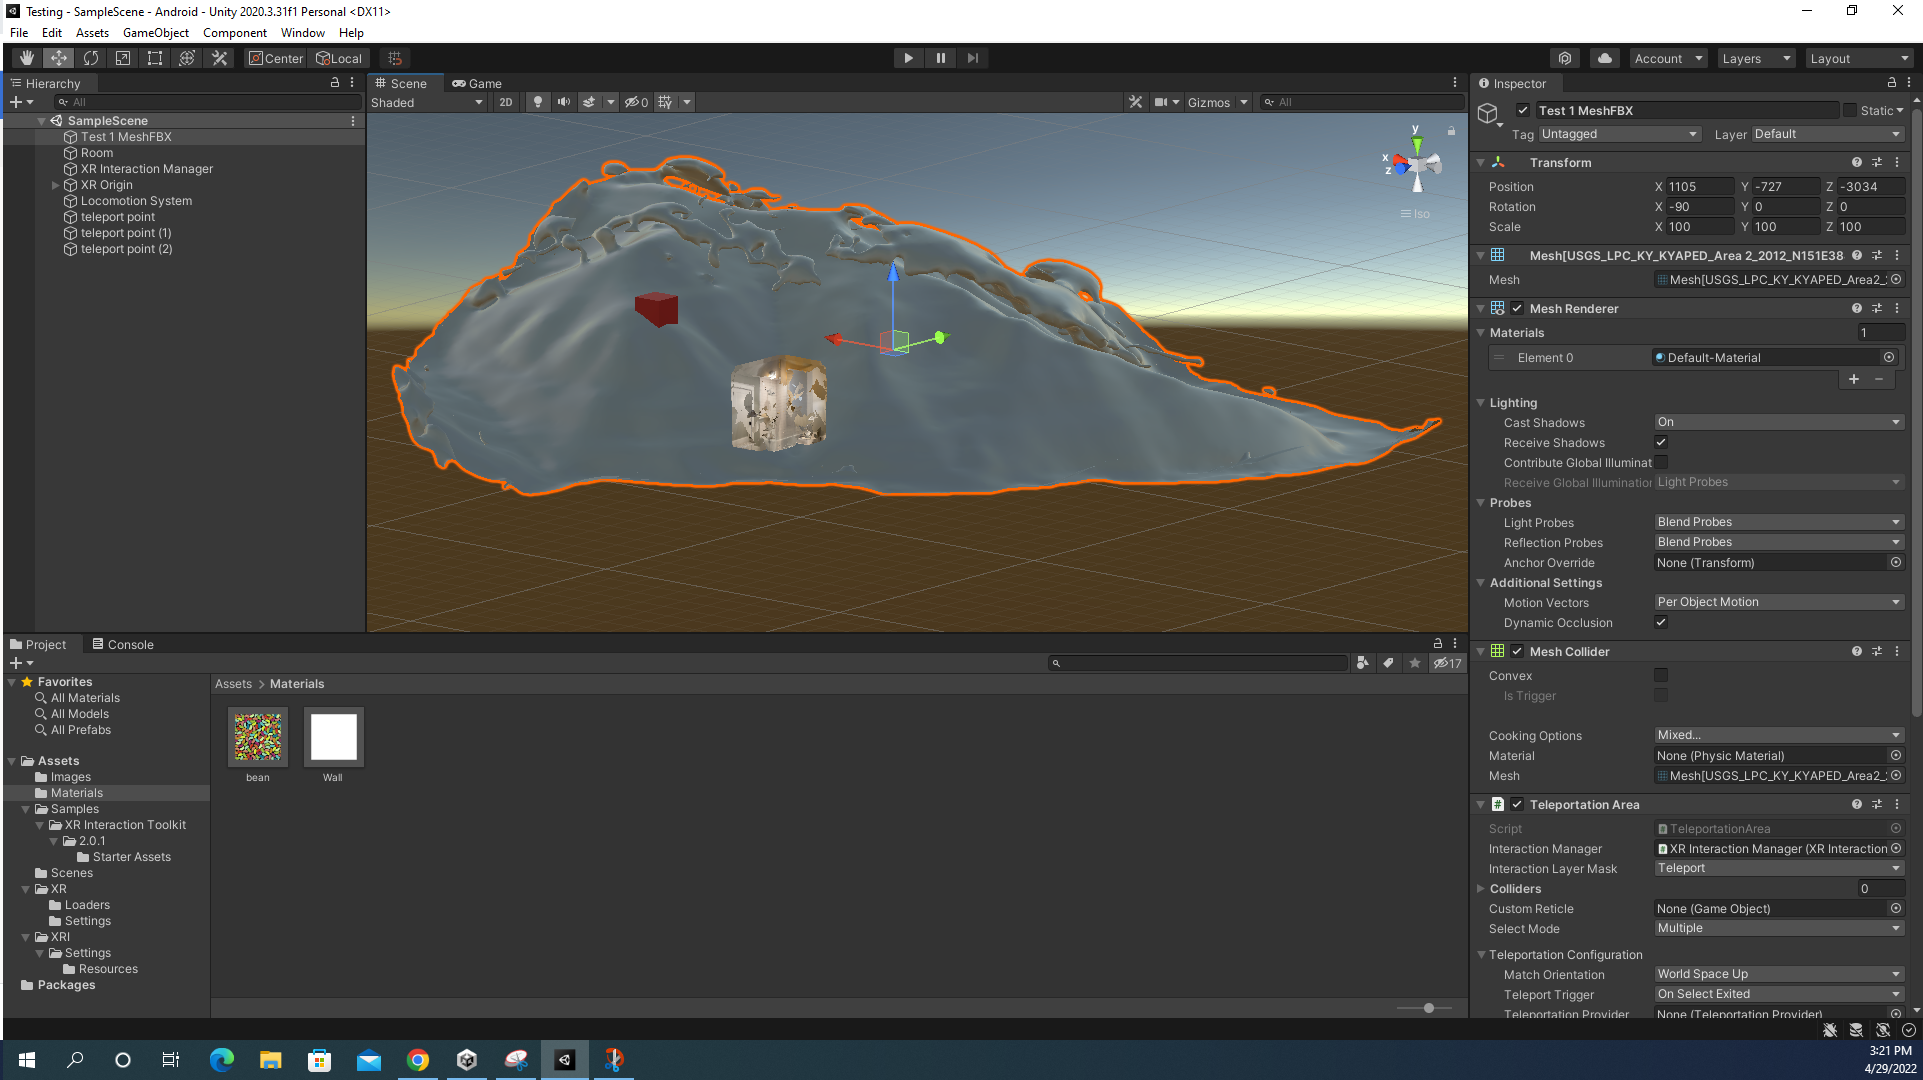 Testing - SampleScene - Android - Unity 2020.3.31f1 Personal <DX11>
File Edit Assets GameObject Component Window Help
Center Local Account Layers Layout
Hierarchy
All
SampleScene
Test 1 MeshFBX
Room
XR Interaction Manager
XR Origin
Locomotion System
teleport point
teleport point (1)
teleport point (2)
Scene Game
Shaded 2D 0 Gizmos All
y
x
z
Iso
Project Console
17
Favorites
All Materials
All Models
All Prefabs
Assets
Images
Materials
Samples
XR Interaction Toolkit
2.0.1
Starter Assets
Scenes
XR
Loaders
Settings
XRI
Settings
Resources
Packages
Assets > Materials
bean Wall
Inspector
Test 1 MeshFBX Static
Tag Untagged Layer Default
Transform
Position X 1105 Y -727 Z -3034
Rotation X -90 Y 0 Z 0
Scale X 100 Y 100 Z 100
Mesh[USGS_LPC_KY_KYAPED_Area 2_2012_N151E38
Mesh Mesh[USGS_LPC_KY_KYAPED_Area2_
Mesh Renderer
Materials 1
Element 0 Default-Material
Lighting
Cast Shadows On
Receive Shadows
Contribute Global Illuminat
Receive Global Illumination Light Probes
Probes
Light Probes Blend Probes
Reflection Probes Blend Probes
Anchor Override None (Transform)
Additional Settings
Motion Vectors Per Object Motion
Dynamic Occlusion
Mesh Collider
Convex
Is Trigger
Cooking Options Mixed...
Material None (Physic Material)
Mesh Mesh[USGS_LPC_KY_KYAPED_Area2_
Teleportation Area
Script TeleportationArea
Interaction Manager XR Interaction Manager (XR Interaction
Interaction Layer Mask Teleport
Colliders 0
Custom Reticle None (Game Object)
Select Mode Multiple
Teleportation Configuration
Match Orientation World Space Up
Teleport Trigger On Select Exited
Teleportation Provider None (Teleportation Provider)
3:21 PM
4/29/2022